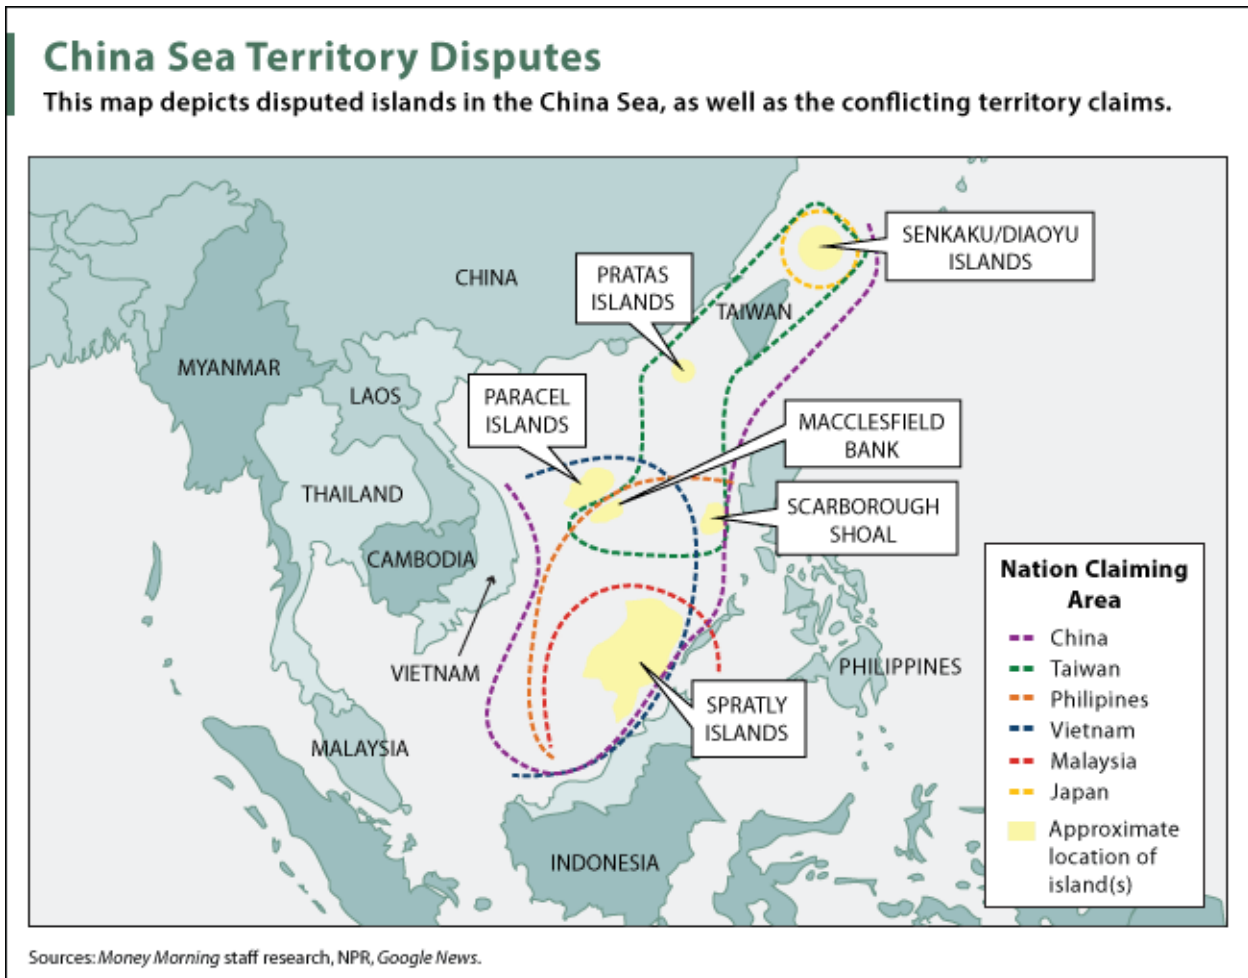 China Sea Territory Disputes
This map depicts disputed islands in the China Sea, as well as the conflicting territory claims.
SENKAKU/DIAOYU
ISLANDS
PRATAS
ISLANDS
CHINA
TAIWAN
MYANMAR
LAOS
PARACEL
ISLANDS
MACCLESFIELD
BANK
THAILAND
SCARBOROUGH
SHOAL
CAMBODIA
VIETNAM
PHILIPPINES
SPRATLY
ISLANDS
MALAYSIA
INDONESIA
Nation Claiming
Area
China
Taiwan
Philipines
Vietnam
Malaysia
Japan
Approximate
location of
island(s)
Sources: Money Morning staff research, NPR, Google News.